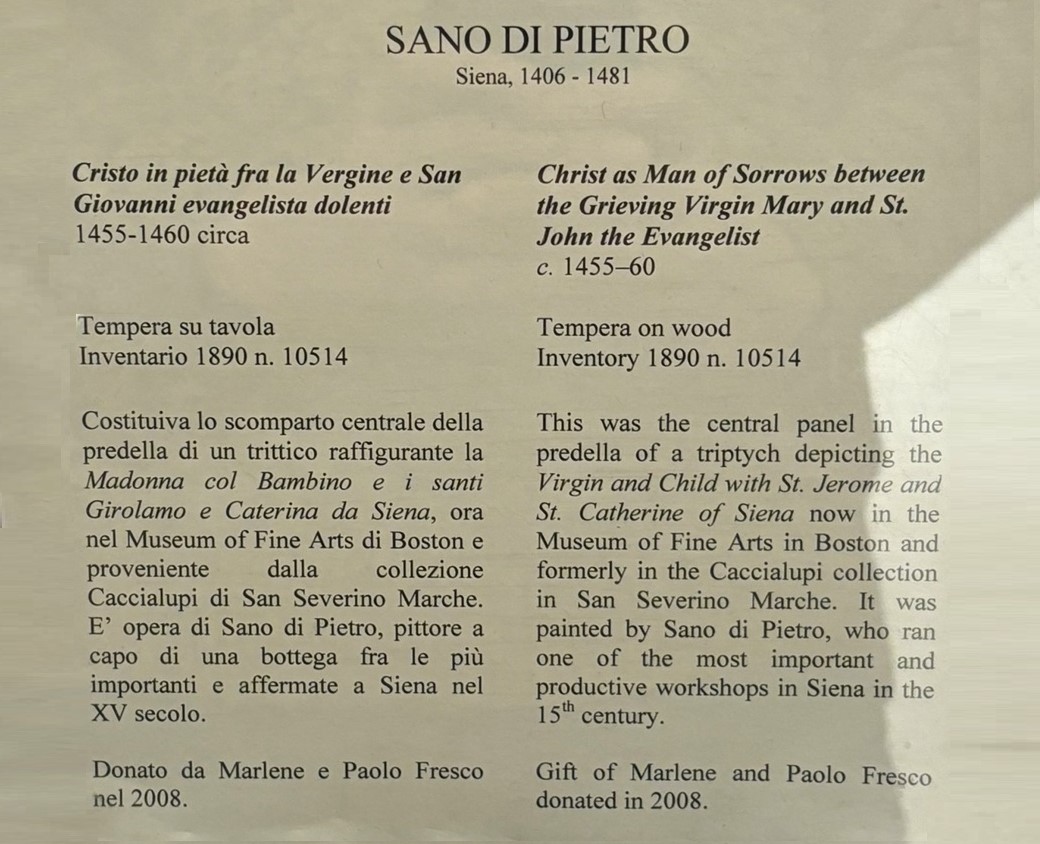 SANO DI PIETRO
Siena, 1406 - 1481
Cristo in pietà fra la Vergine e San
Giovanni evangelista dolenti
1455-1460 circa
Tempera su tavola
Inventario 1890 n. 10514
Costituiva lo scomparto centrale della
predella di un trittico raffigurante la
Madonna col Bambino e i santi
Girolamo e Caterina da Siena, ora
nel Museum of Fine Arts di Boston e
proveniente dalla collezione
Caccialupi di San Severino Marche.
E’ opera di Sano di Pietro, pittore a
capo di una bottega fra le più
importanti e affermate a Siena nel
XV secolo.
Donato da Marlene e Paolo Fresco
nel 2008.
Christ as Man of Sorrows between
the Grieving Virgin Mary and St.
John the Evangelist
c. 1455–60
Tempera on wood
Inventory 1890 n. 10514
This was the central panel in the
predella of a triptych depicting the
Virgin and Child with St. Jerome and
St. Catherine of Siena now in the
Museum of Fine Arts in Boston and
formerly in the Caccialupi collection
in San Severino Marche. It was
painted by Sano di Pietro, who ran
one of the most important and
productive workshops in Siena in the
15th century.
Gift of Marlene and Paolo Fresco
donated in 2008.